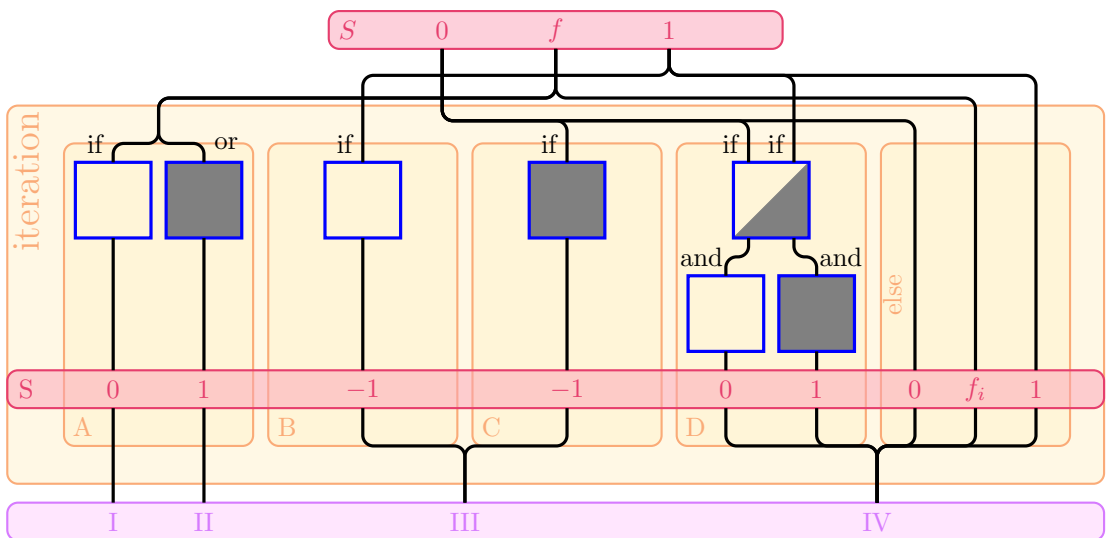 S 0 f 1
iteration
if or if if if if
and and
else
S 0 1 −1 −1 0 1 0 fᵢ 1
A B C D
I II III IV